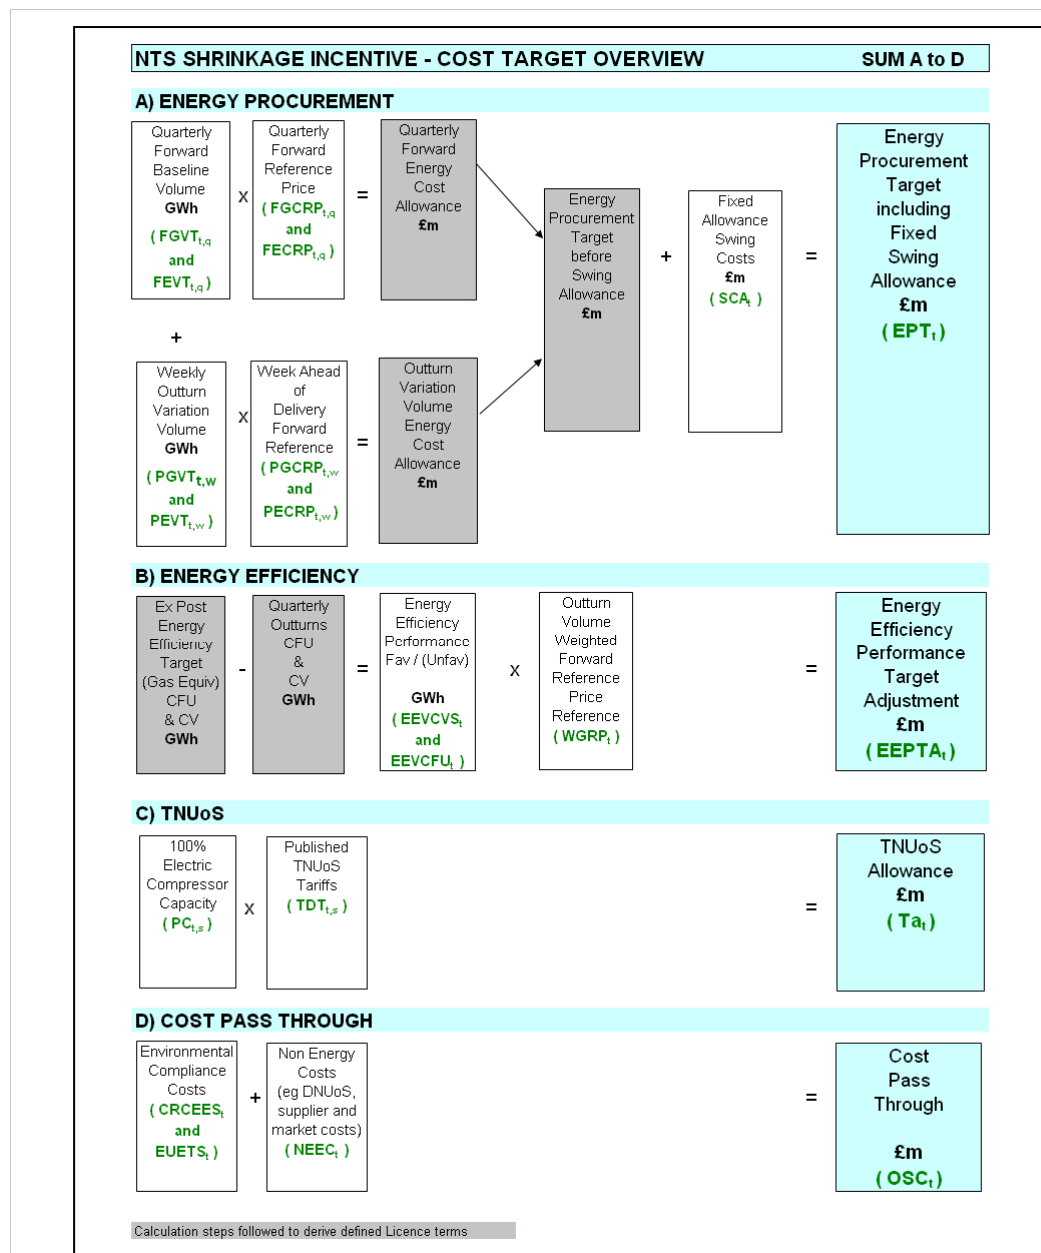 NTS SHRINKAGE INCENTIVE - COST TARGET OVERVIEW SUM A to D
A) ENERGY PROCUREMENT
Quarterly
Forward
Baseline
Volume
GWh
( FGVTt,q
and
FEVTt,q )
x
Quarterly
Forward
Reference
Price
( FGCRPt,q
and
FECRPt,q )
=
Quarterly
Forward
Energy
Cost
Allowance
£m
+
Weekly
Outturn
Variation
Volume
GWh
( PGVTt,w
and
PEVTt,w )
x
Week Ahead
of
Delivery
Forward
Reference
( PGCRPt,w
and
PECRPt,w )
=
Outturn
Variation
Volume
Energy
Cost
Allowance
£m
Energy
Procurement
Target
before
Swing
Allowance
£m
+
Fixed
Allowance
Swing
Costs
£m
( SCAt )
=
Energy
Procurement
Target
including
Fixed
Swing
Allowance
£m
( EPTt )
B) ENERGY EFFICIENCY
Ex Post
Energy
Efficiency
Target
(Gas Equiv)
CFU
& CV
GWh
-
Quarterly
Outturns
CFU
&
CV
GWh
=
Energy
Efficiency
Performance
Fav / (Unfav)
GWh
( EEVCVSt
and
EEVCFUt )
x
Outturn
Volume
Weighted
Forward
Reference
Price
Reference
( WGRPt )
=
Energy
Efficiency
Performance
Target
Adjustment
£m
( EEPTAt )
C) TNUoS
100%
Electric
Compressor
Capacity
( PCt,s )
x
Published
TNUoS
Tariffs
( TDTt,s )
=
TNUoS
Allowance
£m
( Tat )
D) COST PASS THROUGH
Environmental
Compliance
Costs
( CRCEESt
and
EUETSt )
+
Non Energy
Costs
(eg DNUoS,
supplier and
market costs)
( NEECt )
=
Cost
Pass
Through
£m
( OSCt )
Calculation steps followed to derive defined Licence terms